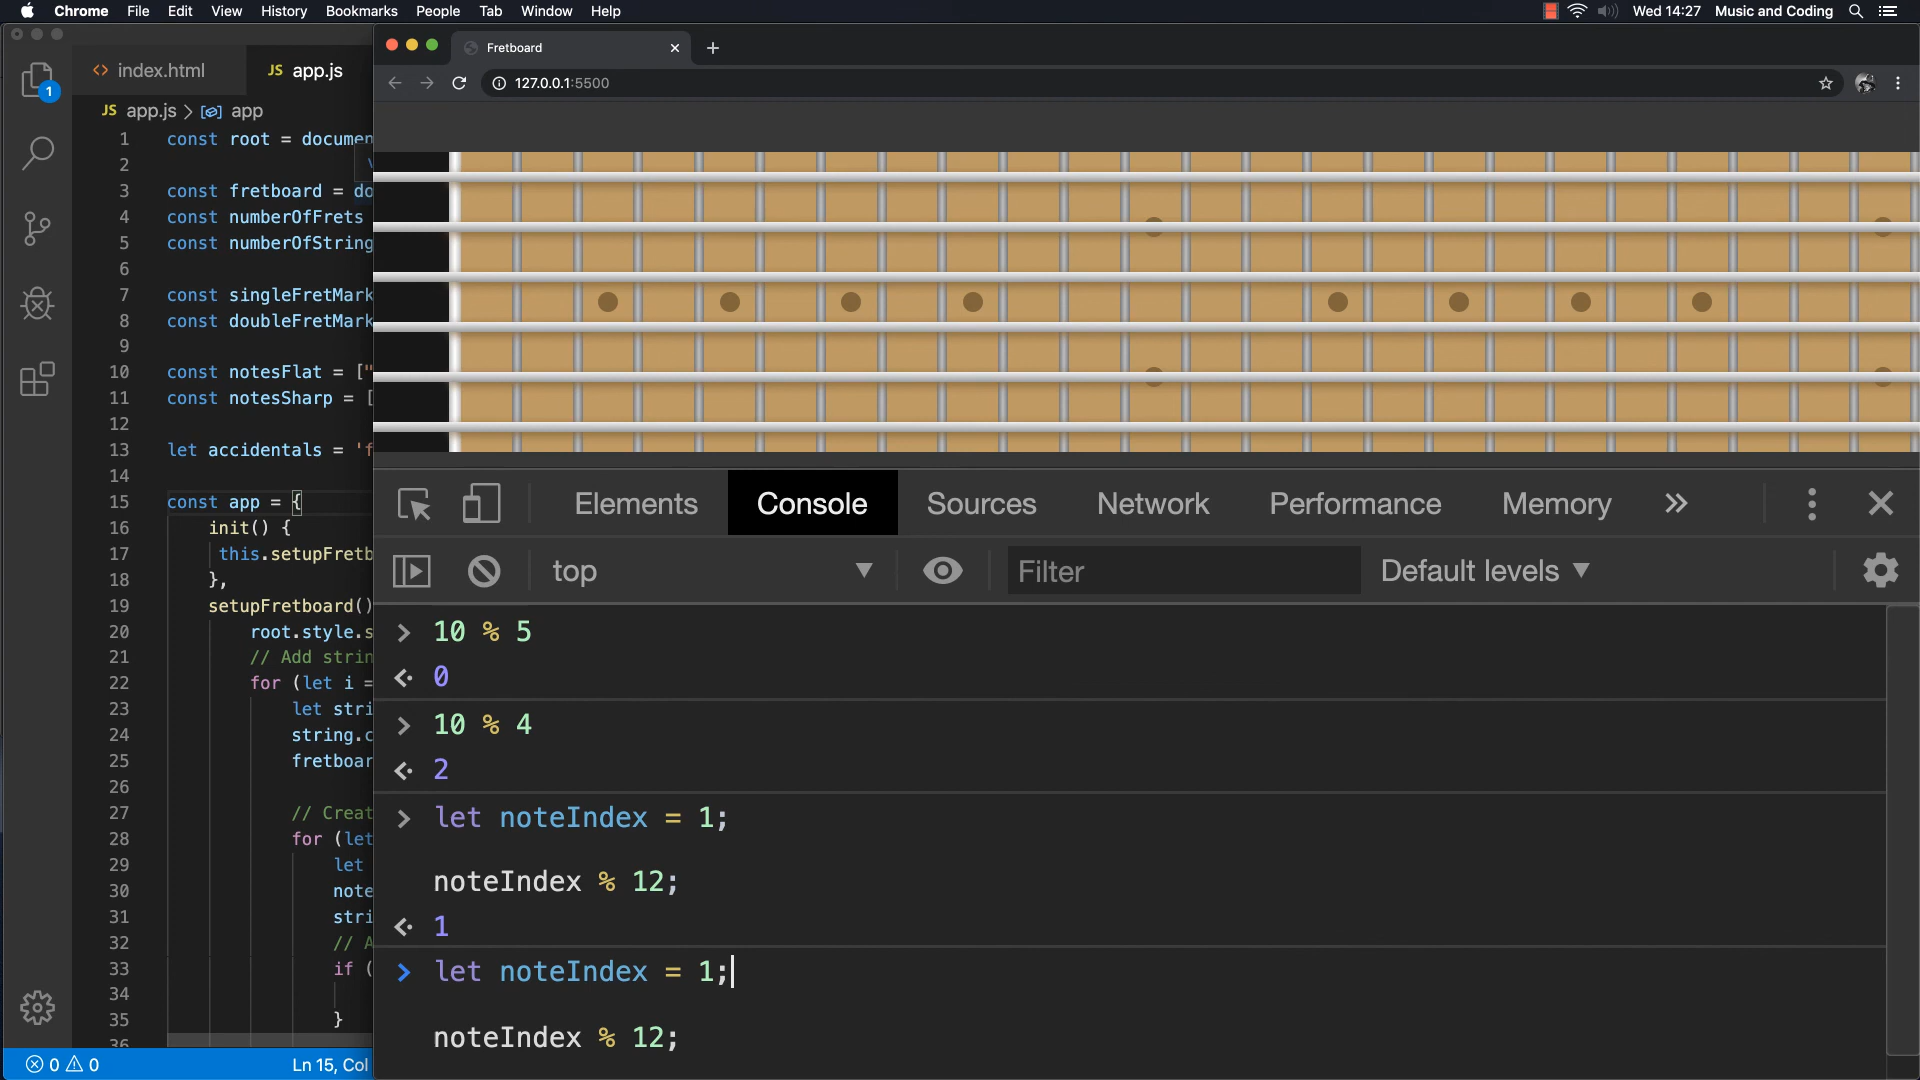 Chrome File Edit View History Bookmarks People Tab Window Help Wed 14:27 Music and Coding
index.html JS app.js
Fretboard
127.0.0.1:5500
1
JS app.js > app
1 const root = documen
2
3 const fretboard = do
4 const numberOfFrets
5 const numberOfString
6
7 const singleFretMark
8 const doubleFretMark
9
10 const notesFlat = ["
11 const notesSharp = [
12
13 let accidentals = 'f
14
15 const app = {
16 init() {
17 this.setupFretb
18 },
19 setupFretboard()
20 root.style.s
21 // Add strin
22 for (let i =
23 let stri
24 string.c
25 fretboar
26
27 // Creat
28 for (let
29 let
30 note
31 stri
32 // A
33 if (
34
35 }
36
0 0 Ln 15, Col
Elements Console Sources Network Performance Memory »
top Filter Default levels
> 10 % 5
0
> 10 % 4
2
> let noteIndex = 1;
noteIndex % 12;
1
> let noteIndex = 1;
noteIndex % 12;